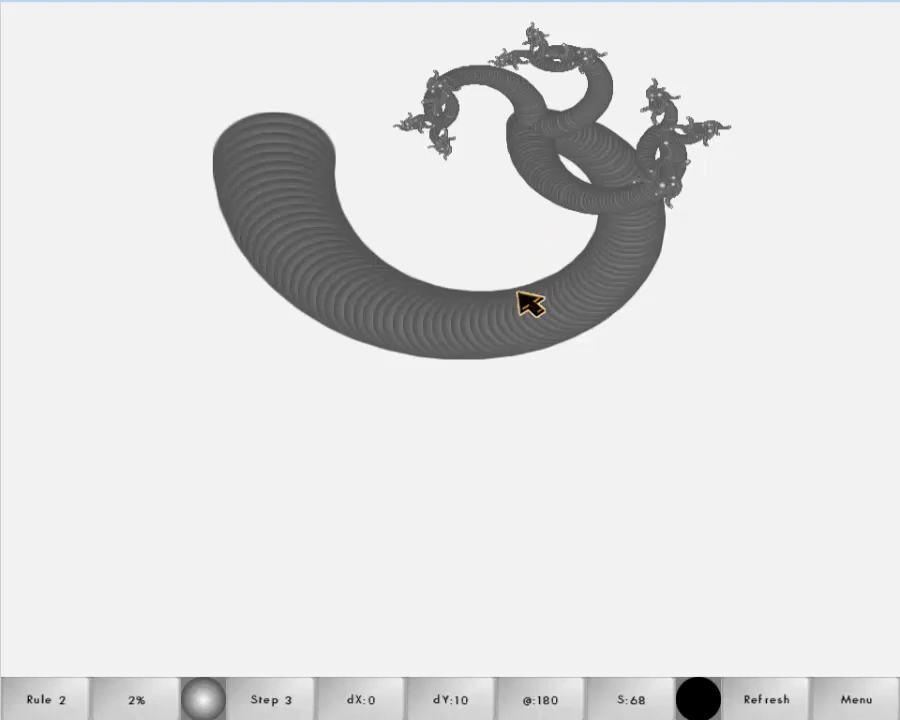 Rule 2
2%
Step 3
dX:0
dY:10
@:180
S:68
Refresh
Menu